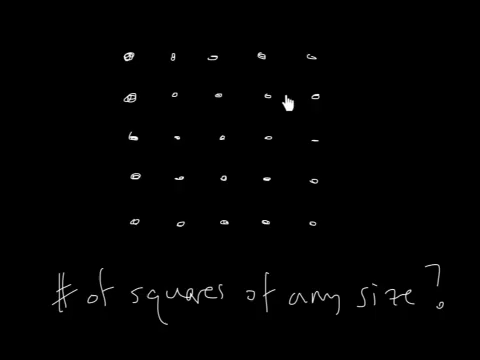 # of squares of any size?